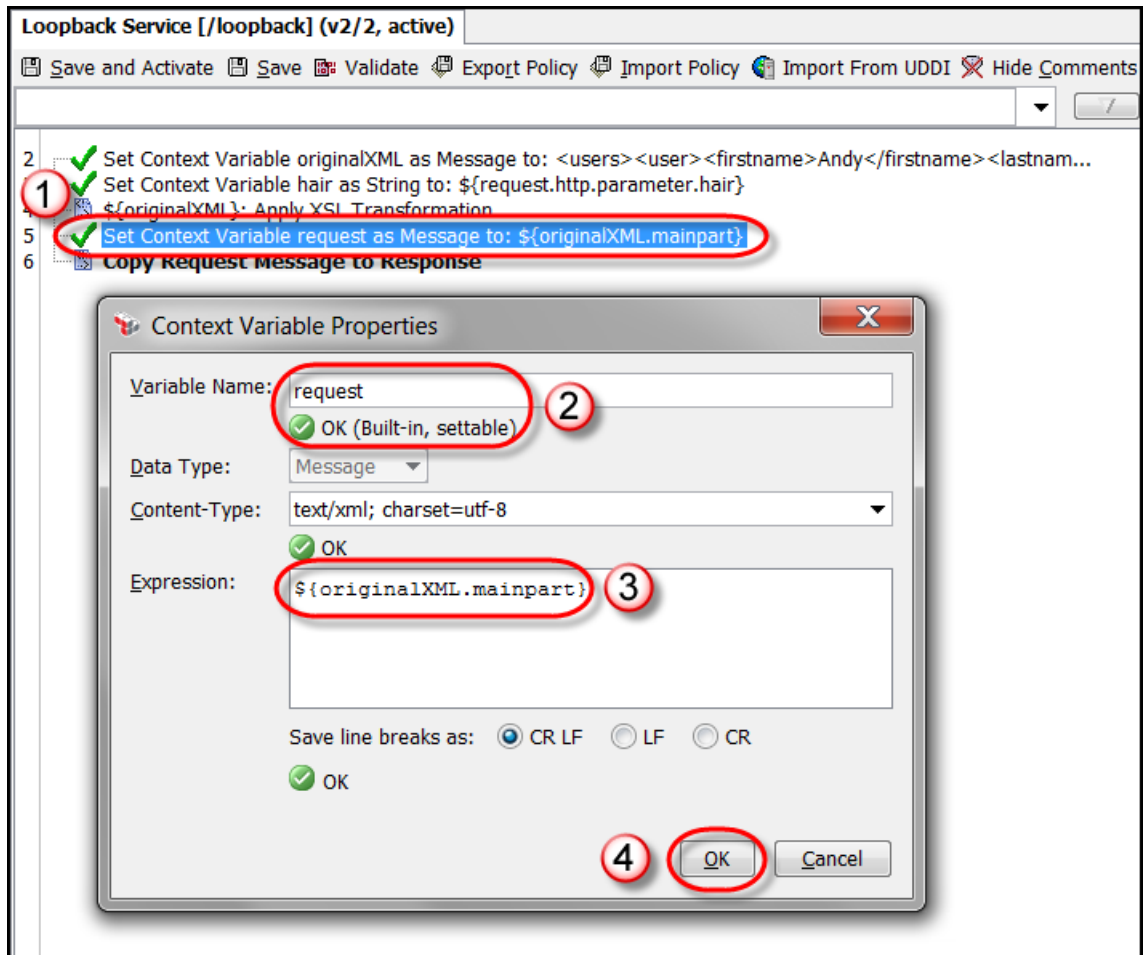 Loopback Service [/loopback] (v2/2, active)
Save and Activate Save Validate Export Policy Import Policy Import From UDDI Hide Comments
2 Set Context Variable originalXML as Message to: <users><user><firstname>Andy</firstname><lastnam...
1 Set Context Variable hair as String to: ${request.http.parameter.hair}
4 ${originalXML}: Apply XSL Transformation
5 Set Context Variable request as Message to: ${originalXML.mainpart}
6 Copy Request Message to Response
Context Variable Properties X
Variable Name: request 2
OK (Built-in, settable)
Data Type: Message
Content-Type: text/xml; charset=utf-8
OK
Expression: ${originalXML.mainpart} 3
Save line breaks as: CR LF LF CR
OK
4 OK Cancel